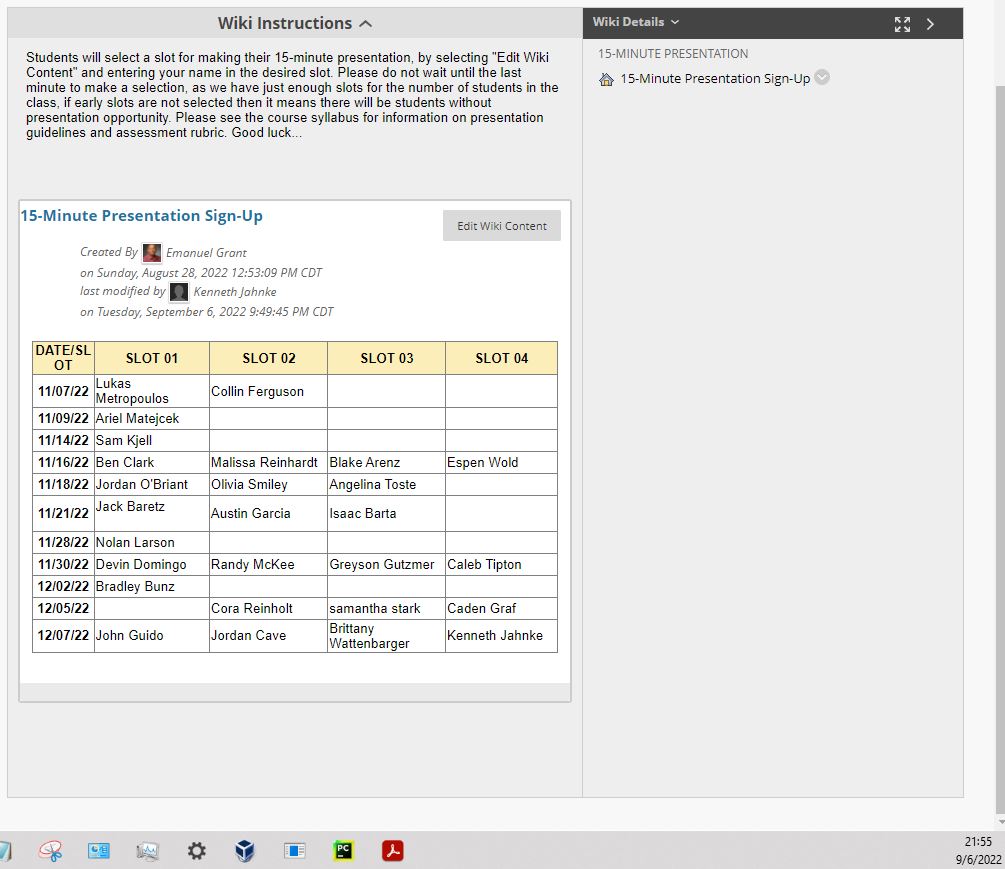 Wiki Instructions
Students will select a slot for making their 15-minute presentation, by selecting "Edit Wiki
Content" and entering your name in the desired slot. Please do not wait until the last
minute to make a selection, as we have just enough slots for the number of students in the
class, if early slots are not selected then it means there will be students without
presentation opportunity. Please see the course syllabus for information on presentation
guidelines and assessment rubric. Good luck...
15-Minute Presentation Sign-Up
Edit Wiki Content
Created By Emanuel Grant
on Sunday, August 28, 2022 12:53:09 PM CDT
last modified by Kenneth Jahnke
on Tuesday, September 6, 2022 9:49:45 PM CDT
DATE/SL
OT SLOT 01 SLOT 02 SLOT 03 SLOT 04
11/07/22 Lukas
Metropoulos Collin Ferguson
11/09/22 Ariel Matejcek
11/14/22 Sam Kjell
11/16/22 Ben Clark Malissa Reinhardt Blake Arenz Espen Wold
11/18/22 Jordan O'Briant Olivia Smiley Angelina Toste
11/21/22 Jack Baretz Austin Garcia Isaac Barta
11/28/22 Nolan Larson
11/30/22 Devin Domingo Randy McKee Greyson Gutzmer Caleb Tipton
12/02/22 Bradley Bunz
12/05/22 Cora Reinholt samantha stark Caden Graf
12/07/22 John Guido Jordan Cave Brittany
Wattenbarger Kenneth Jahnke
Wiki Details
15-MINUTE PRESENTATION
15-Minute Presentation Sign-Up
PC
21:55
9/6/2022